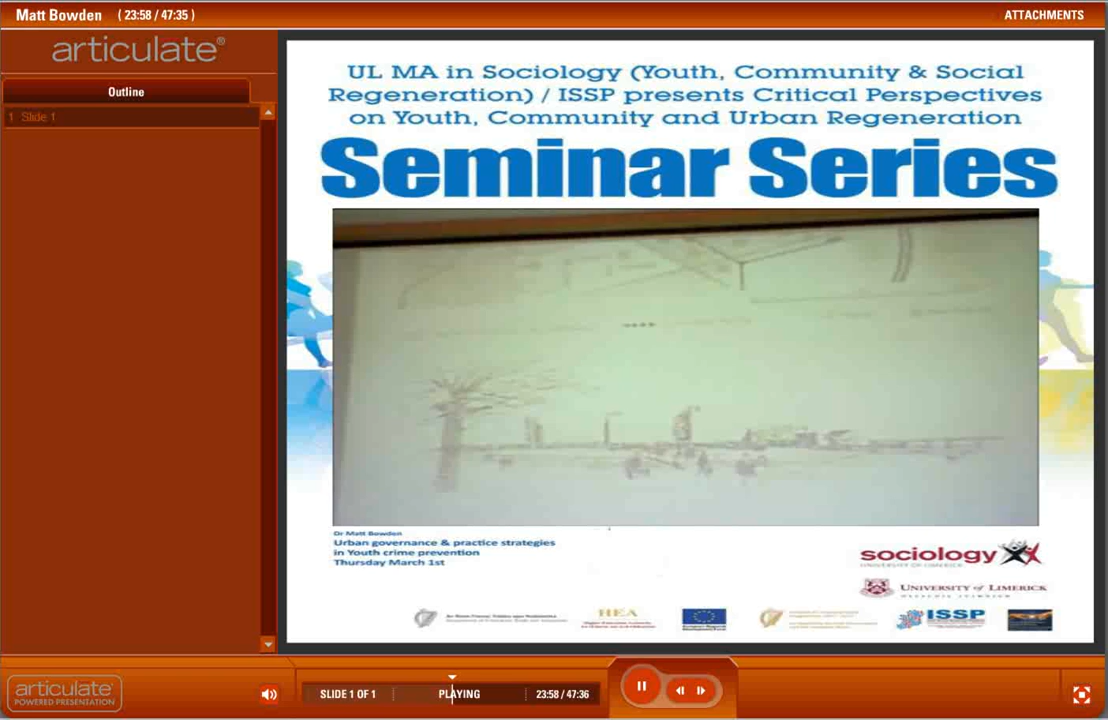 Matt Bowden ( 23:58 / 47:35 )
ATTACHMENTS
articulate®
Outline
1 Slide 1
UL MA in Sociology (Youth, Community & Social
Regeneration) / ISSP presents Critical Perspectives
on Youth, Community and Urban Regeneration
Seminar Series
Dr Matt Bowden
Urban governance & practice strategies
in Youth crime prevention
Thursday March 1st
sociology
UNIVERSITY OF LIMERICK
UNIVERSITY of LIMERICK
HEA
ISSP
articulate®
POWERED PRESENTATION
SLIDE 1 OF 1
PLAYING
23:58 / 47:36